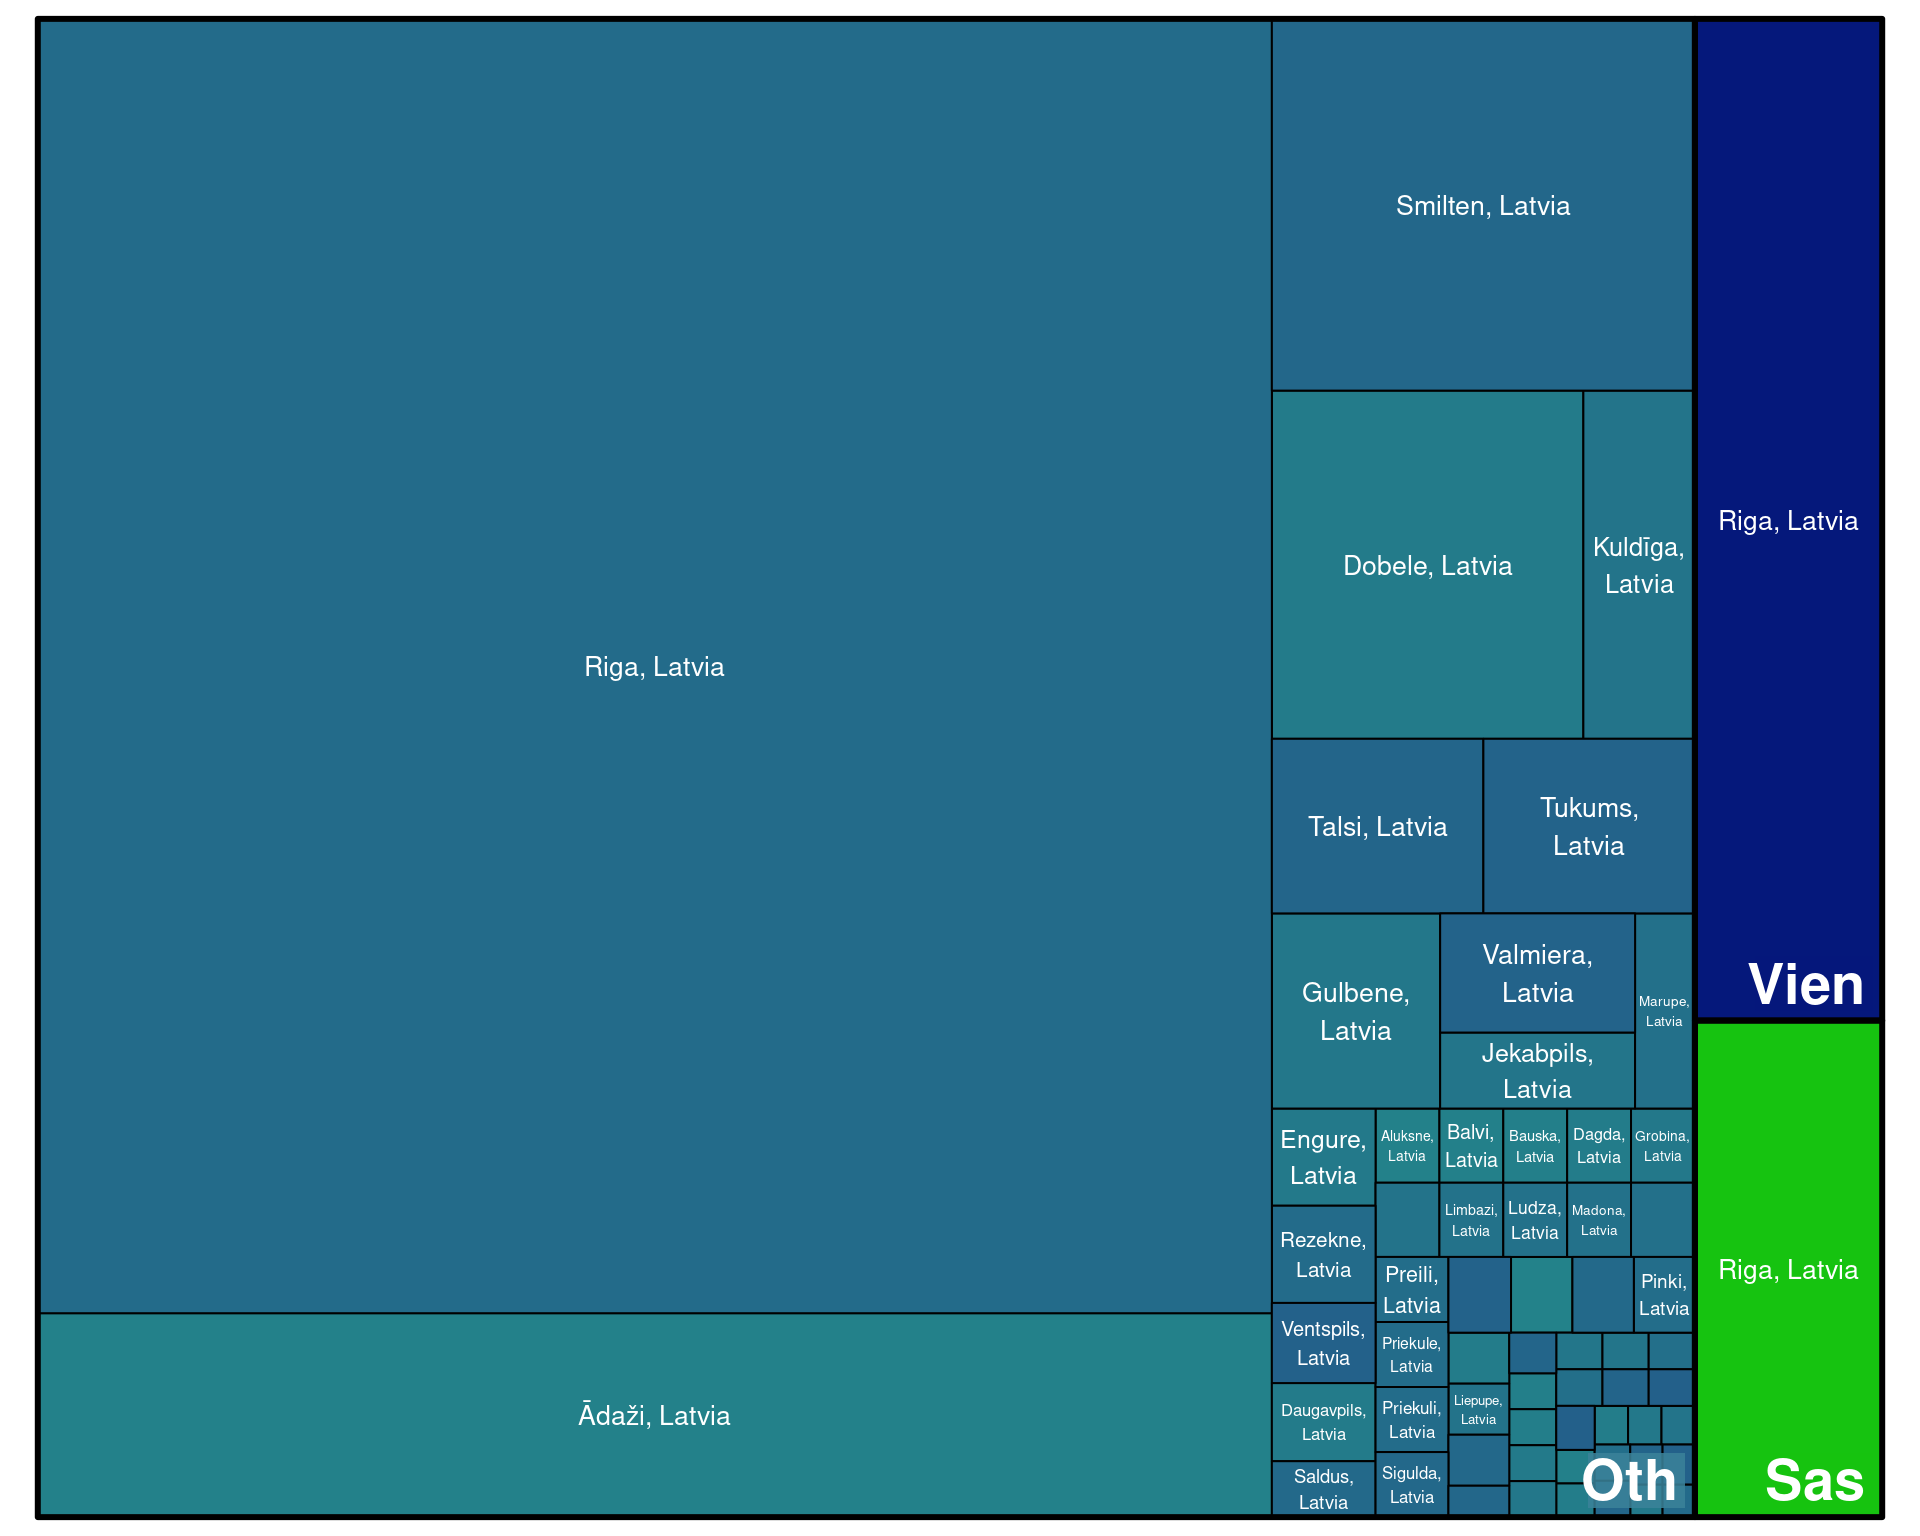 Riga, Latvia
Ādaži, Latvia
Smilten, Latvia
Dobele, Latvia
Kuldīga,
Latvia
Talsi, Latvia
Tukums,
Latvia
Gulbene,
Latvia
Valmiera,
Latvia
Jekabpils,
Latvia
Marupe,
Latvia
Engure,
Latvia
Rezekne,
Latvia
Ventspils,
Latvia
Daugavpils,
Latvia
Saldus,
Latvia
Aluksne,
Latvia
Balvi,
Latvia
Bauska,
Latvia
Dagda,
Latvia
Grobina,
Latvia
Limbazi,
Latvia
Ludza,
Latvia
Madona,
Latvia
Preili,
Latvia
Priekule,
Latvia
Priekuli,
Latvia
Sigulda,
Latvia
Pinki,
Latvia
Liepupe,
Latvia
Oth
Riga, Latvia
Vien
Riga, Latvia
Sas